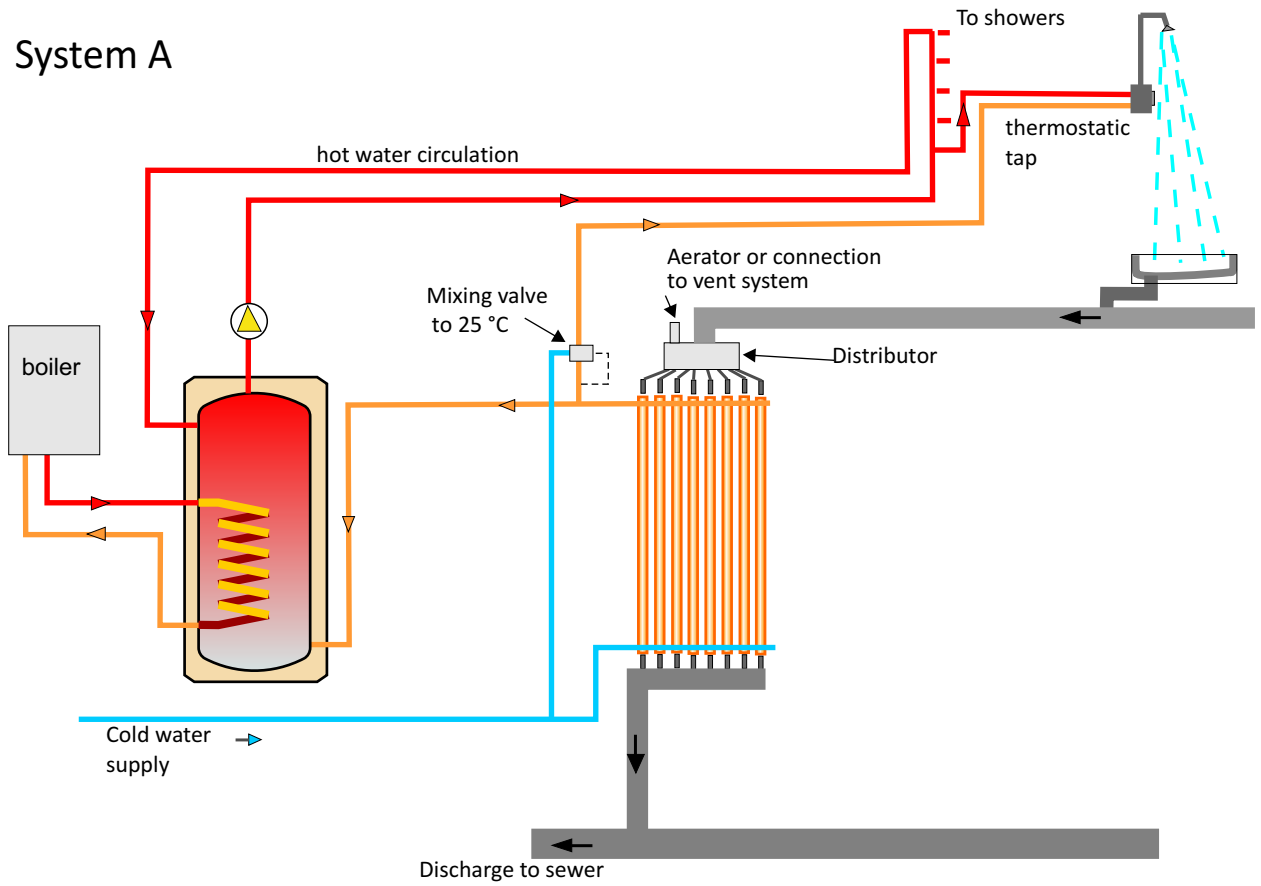 System A
To showers
thermostatic
tap
hot water circulation
Aerator or connection
to vent system
Mixing valve
to 25 °C
Distributor
boiler
Cold water
supply
Discharge to sewer